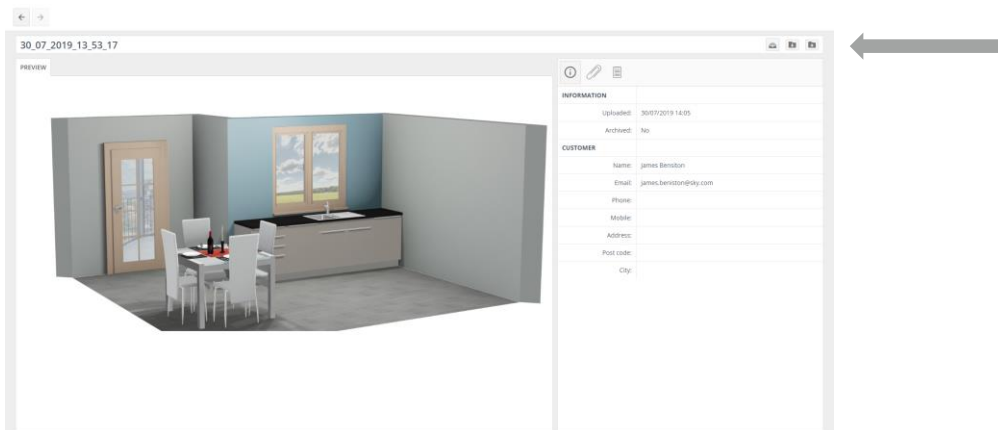 30_07_2019_13_53_17
PREVIEW
INFORMATION
Uploaded: 30/07/2019 14:05
Archived: No
CUSTOMER
Name: James Beniston
Email: james.beniston@sky.com
Phone:
Mobile:
Address:
Post code:
City: